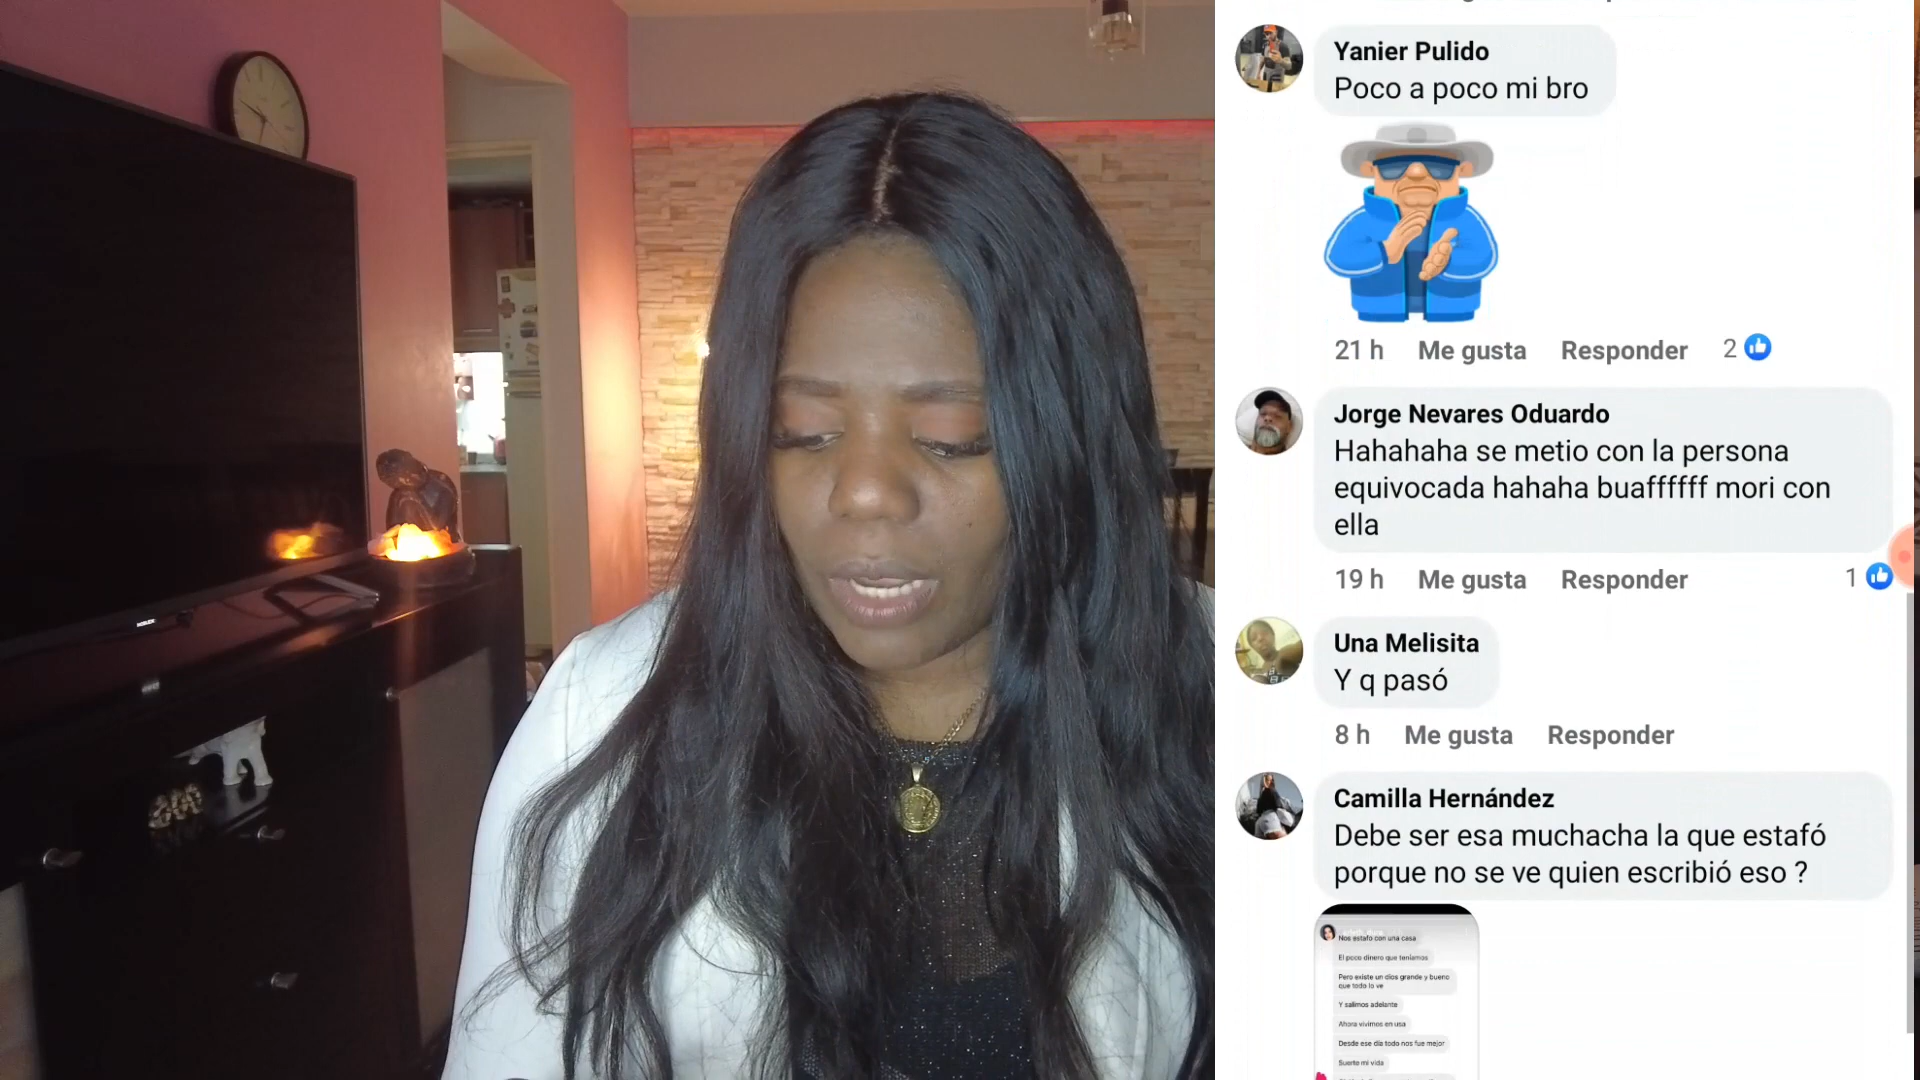 Yanier Pulido
Poco a poco mi bro
21 h Me gusta Responder 2
Jorge Nevares Oduardo
Hahahaha se metio con la persona
equivocada hahaha buaffffff mori con
ella
19 h Me gusta Responder 1
Una Melisita
Y q pasó
8 h Me gusta Responder
Camilla Hernández
Debe ser esa muchacha la que estafó
porque no se ve quien escribió eso ?
Nos estafo con una casa
El poco dinero que teníamos
Pero existe un dios grande y bueno
que todo lo ve
Y salimos adelante
Ahora vivimos en usa
Desde ese día todo nos fue mejor
Suerte mi vida